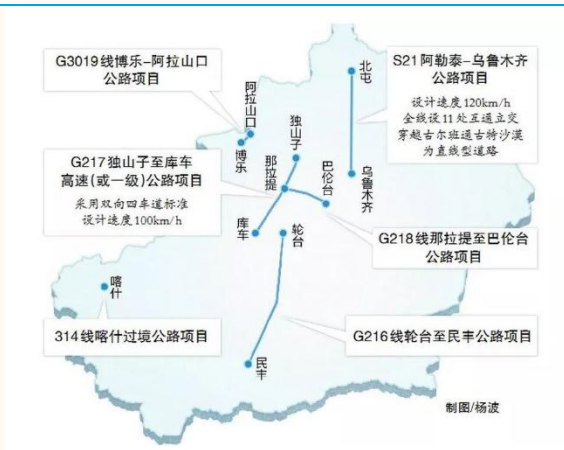 G3019线博乐-阿拉山口
公路项目
S21阿勒泰-乌鲁木齐
公路项目
设计速度120km/h
全线设11处互通立交
穿越古尔班通古特沙漠
为直线型道路
北屯
阿拉山口
博乐
独山子
G217独山子至库车
高速(或一级)公路项目
采用双向四车道标准
设计速度100km/h
那拉提
巴伦台
乌鲁木齐
库车
轮台
G218线那拉提至巴伦台
公路项目
喀什
314线喀什过境公路项目
G216线轮台至民丰公路项目
民丰
制图/杨波